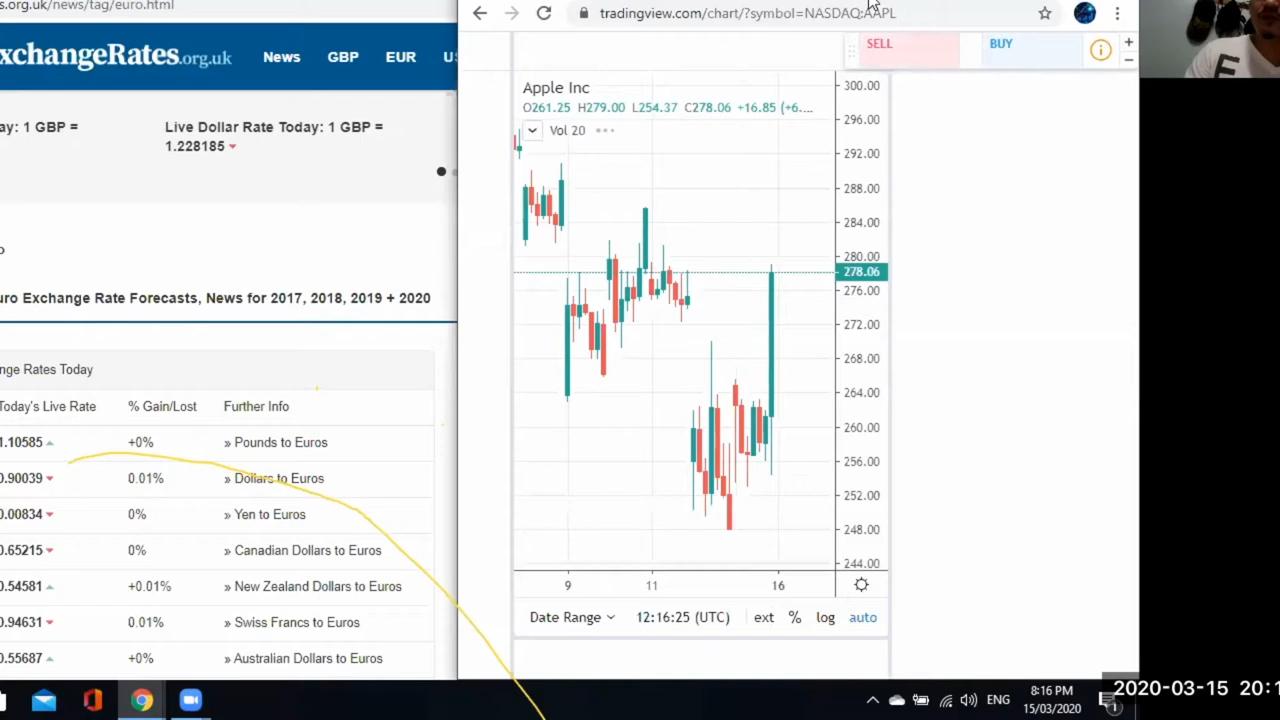 s.org.uk/news/tag/euro.html
xchangeRates.org.uk
News GBP EUR
ay: 1 GBP =
Live Dollar Rate Today: 1 GBP =
1.228185
uro Exchange Rate Forecasts, News for 2017, 2018, 2019 + 2020
nge Rates Today
Today's Live Rate % Gain/Lost Further Info
1.10585 +0% » Pounds to Euros
0.90039 0.01% » Dollars to Euros
0.00834 0% » Yen to Euros
0.65215 0% » Canadian Dollars to Euros
0.54581 +0.01% » New Zealand Dollars to Euros
0.94631 0.01% » Swiss Francs to Euros
0.55687 +0% » Australian Dollars to Euros
tradingview.com/chart/?symbol=NASDAQ:AAPL
SELL BUY
Apple Inc
O261.25 H279.00 L254.37 C278.06 +16.85 (+6....
Vol 20
300.00
296.00
292.00
288.00
284.00
280.00
278.06
276.00
272.00
268.00
264.00
260.00
256.00
252.00
248.00
244.00
9 11 16
Date Range 12:16:25 (UTC) ext % log auto
E
ENG
8:16 PM
15/03/2020
1
2020-03-15 20:1